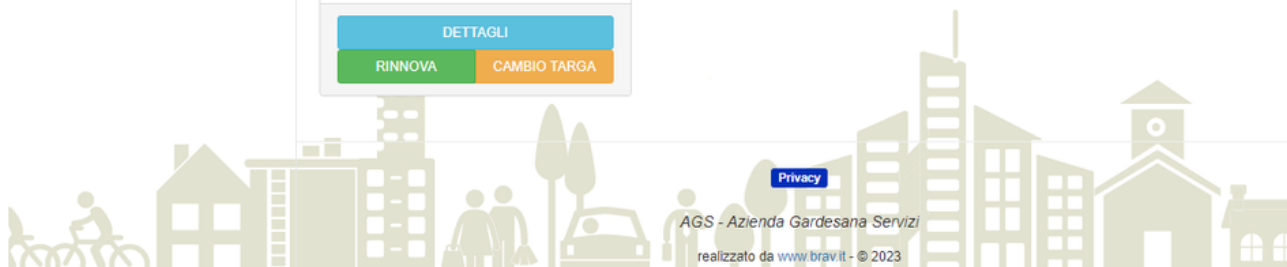 DETTAGLI
RINNOVA CAMBIO TARGA
Privacy
AGS - Azienda Gardesana Servizi
realizzato da www.brav.it - © 2023